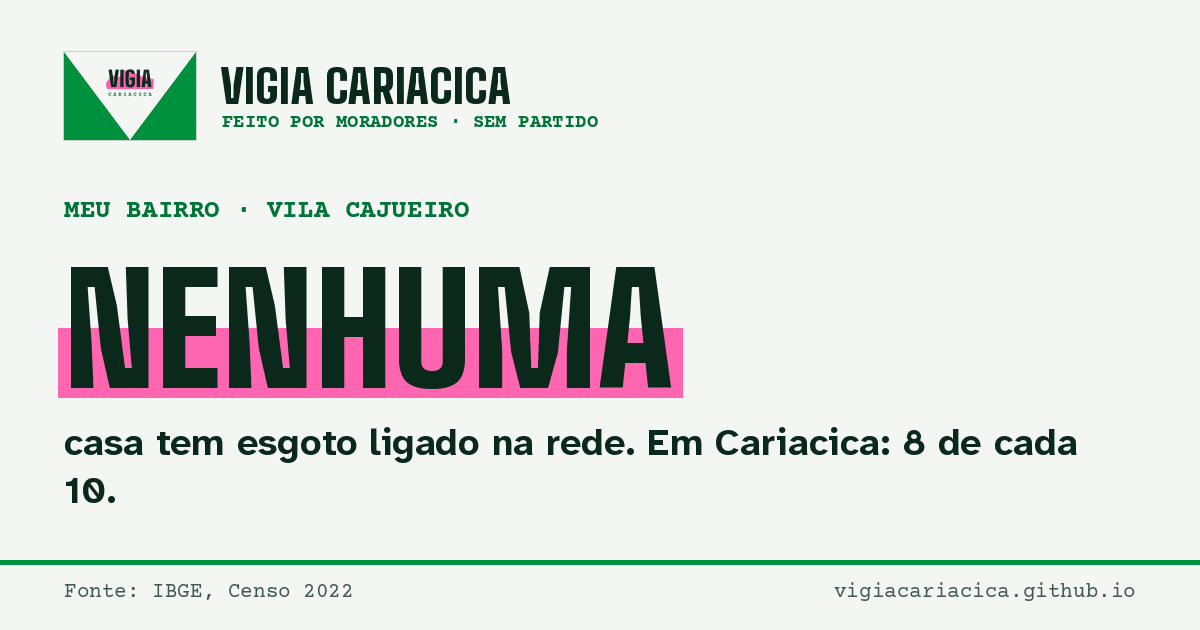 VIGIA
CARIACICA
VIGIA CARIACICA
FEITO POR MORADORES · SEM PARTIDO
MEU BAIRRO · VILA CAJUEIRO
NENHUMA
casa tem esgoto ligado na rede. Em Cariacica: 8 de cada
10.
Fonte: IBGE, Censo 2022
vigiacariacica.github.io